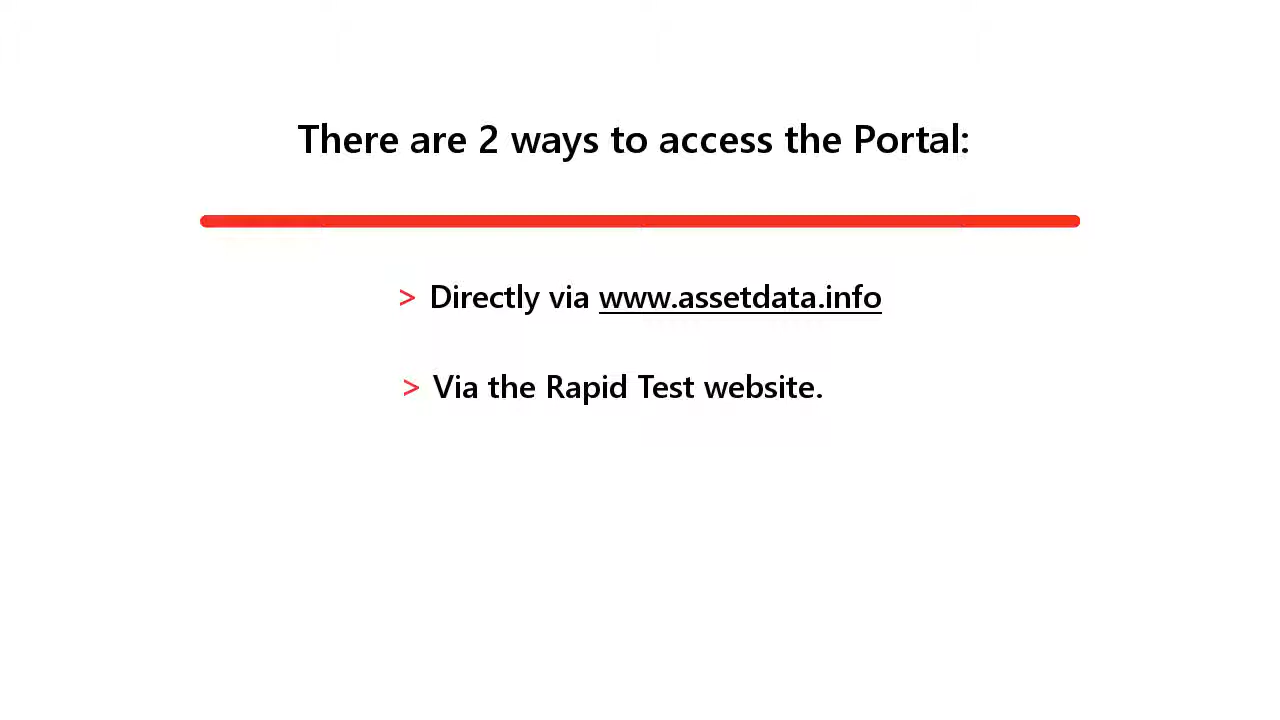 There are 2 ways to access the Portal:
> Directly via www.assetdata.info
> Via the Rapid Test website.